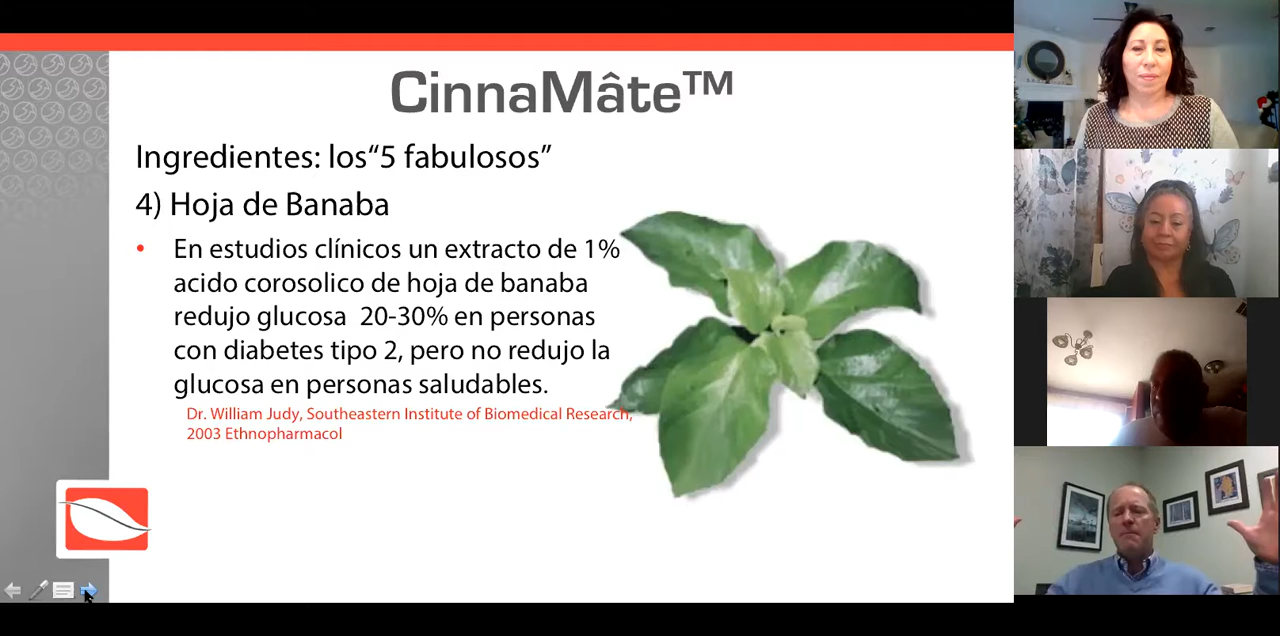 CinnaMâte™
Ingredientes: los“5 fabulosos”
4) Hoja de Banaba
• En estudios clínicos un extracto de 1%
acido corosolico de hoja de banaba
redujo glucosa  20-30% en personas
con diabetes tipo 2, pero no redujo la
glucosa en personas saludables.
Dr. William Judy, Southeastern Institute of Biomedical Research,
2003 Ethnopharmacol